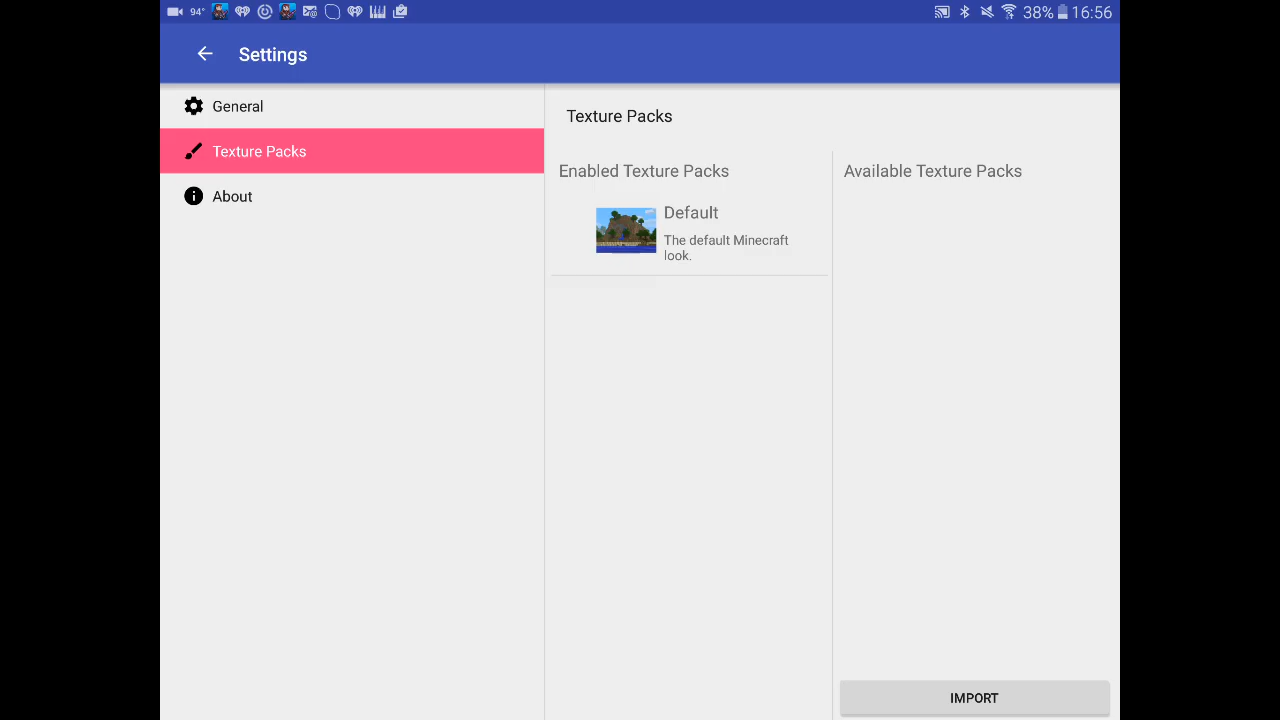 94° 38% 16:56
Settings
General
Texture Packs
About
Texture Packs
Enabled Texture Packs
Default
The default Minecraft
look.
Available Texture Packs
IMPORT